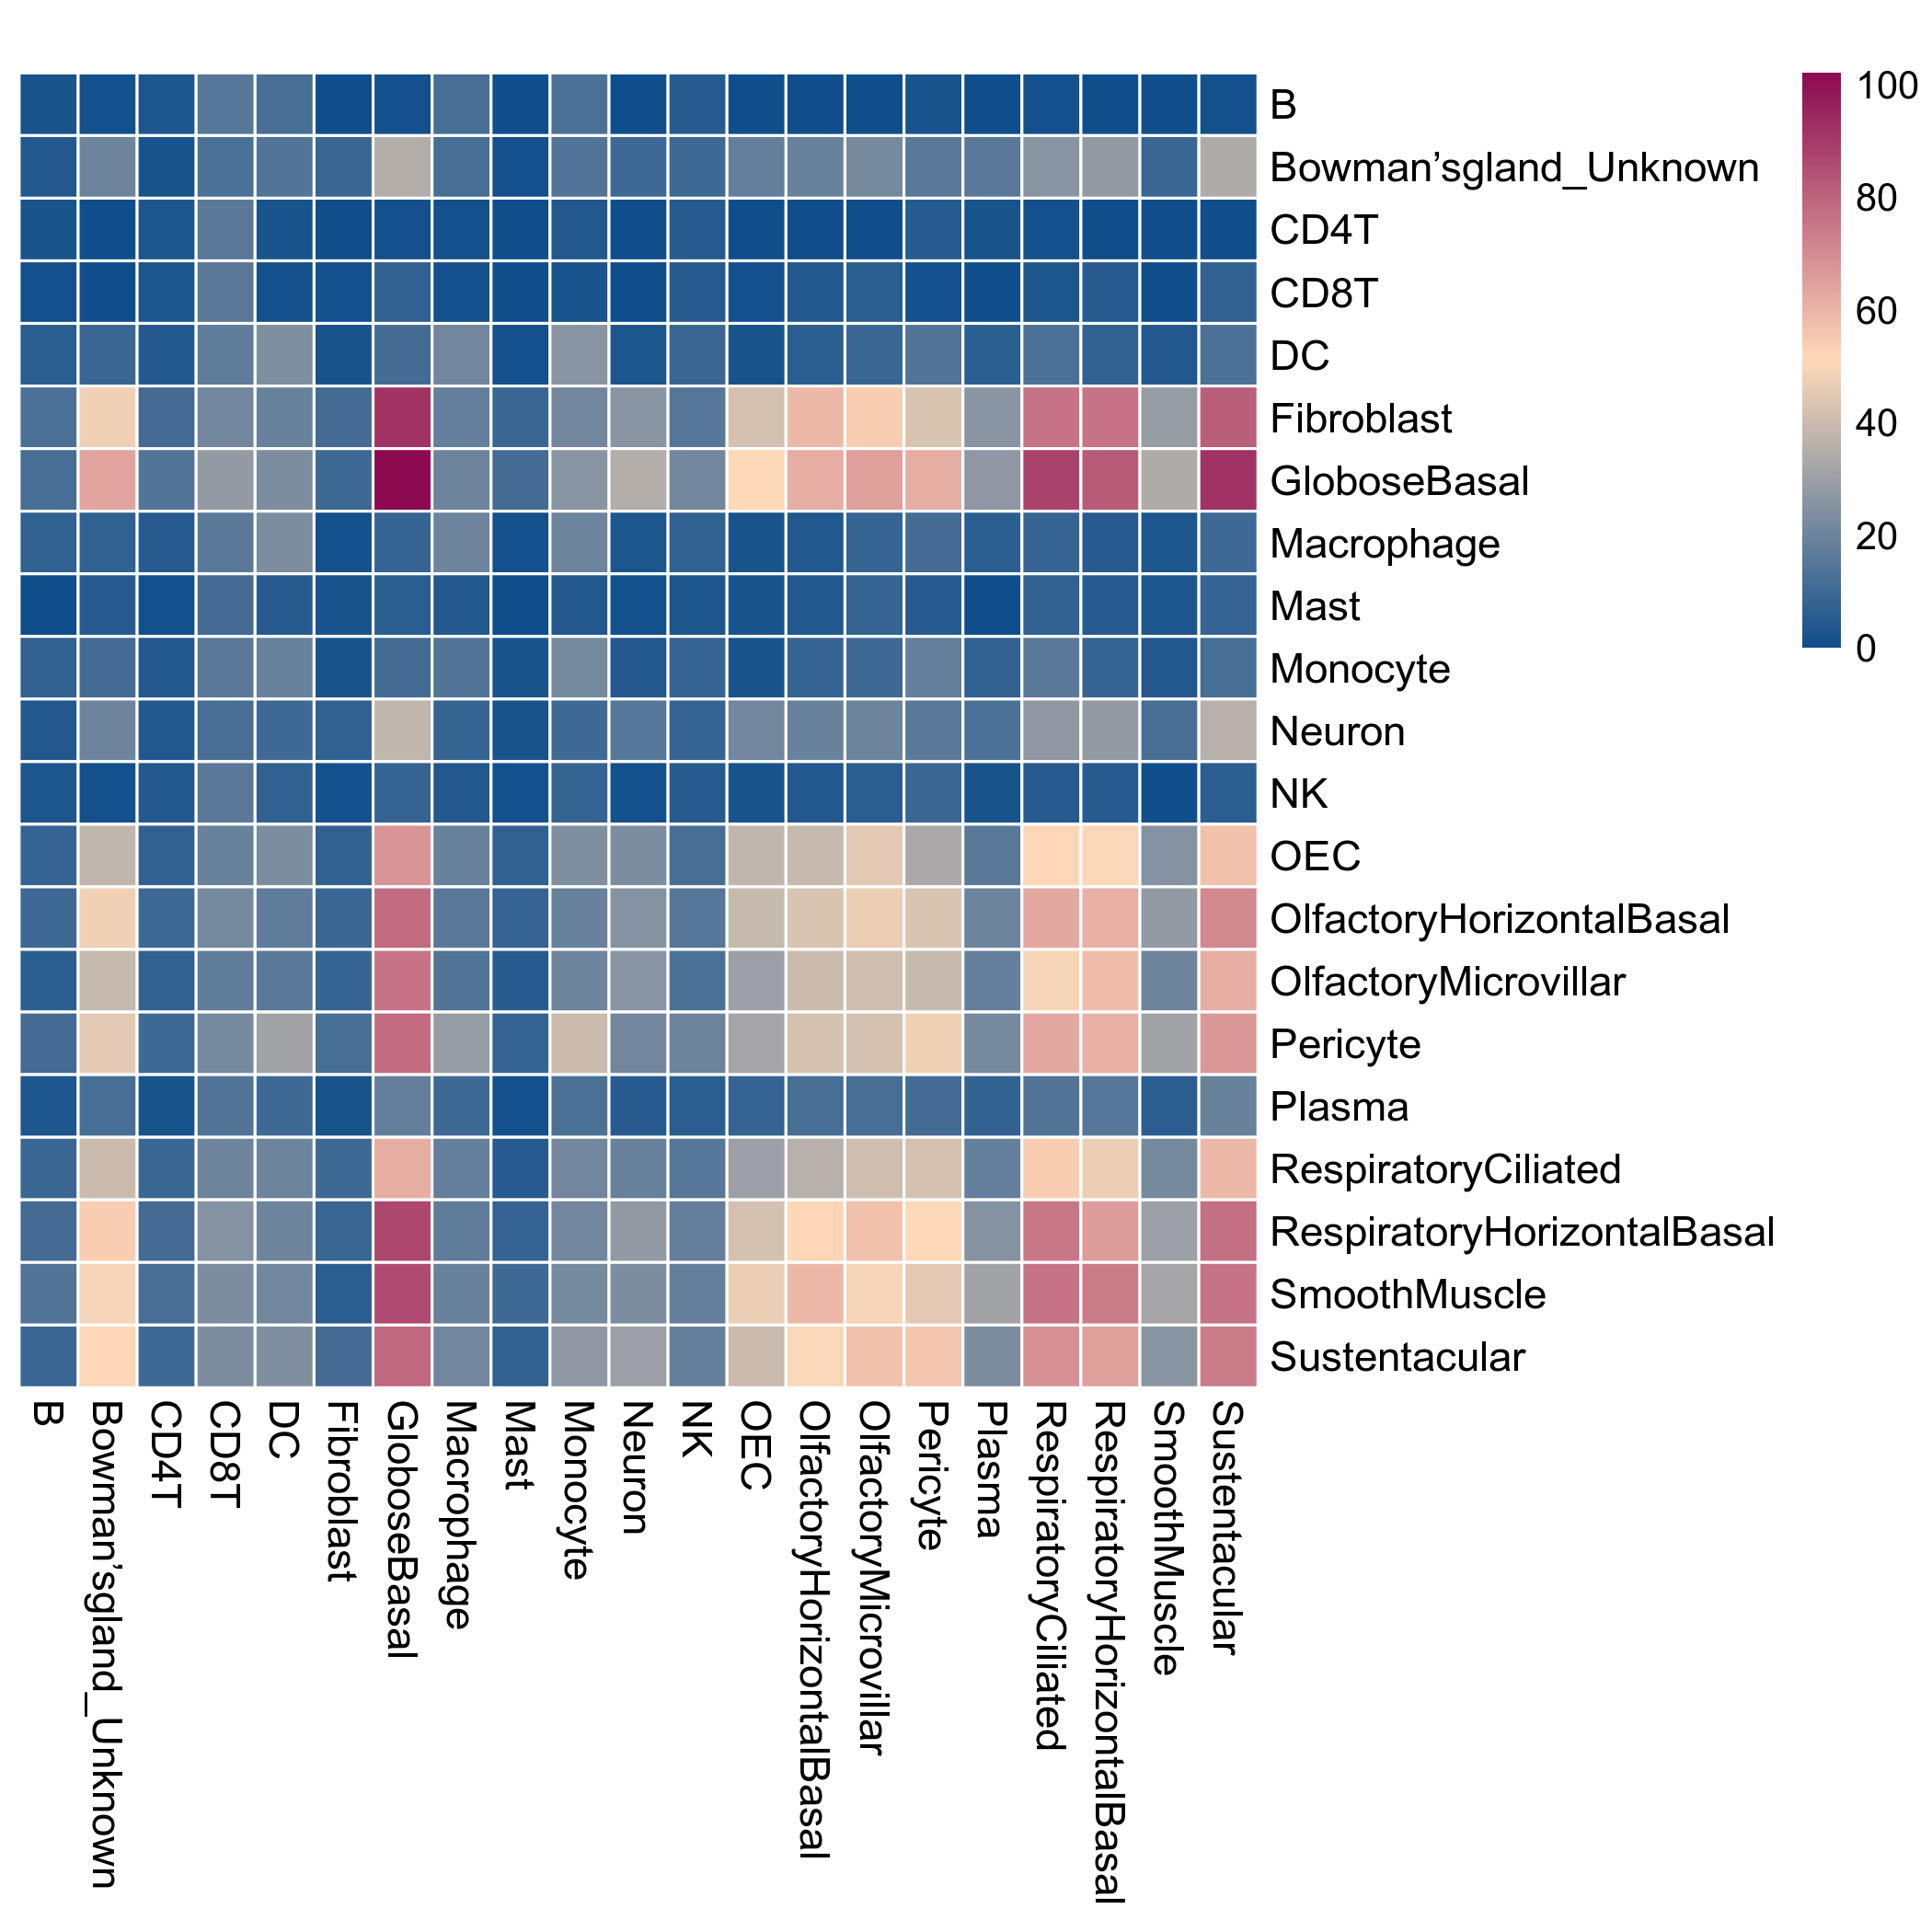 B
Bowman’sgland_Unknown
CD4T
CD8T
DC
Fibroblast
GloboseBasal
Macrophage
Mast
Monocyte
Neuron
NK
OEC
OlfactoryHorizontalBasal
OlfactoryMicrovillar
Pericyte
Plasma
RespiratoryCiliated
RespiratoryHorizontalBasal
SmoothMuscle
Sustentacular
100
80
60
40
20
0
B
Bowman’sgland_Unknown
CD4T
CD8T
DC
Fibroblast
GloboseBasal
Macrophage
Mast
Monocyte
Neuron
NK
OEC
OlfactoryHorizontalBasal
OlfactoryMicrovillar
Pericyte
Plasma
RespiratoryCiliated
RespiratoryHorizontalBasal
SmoothMuscle
Sustentacular